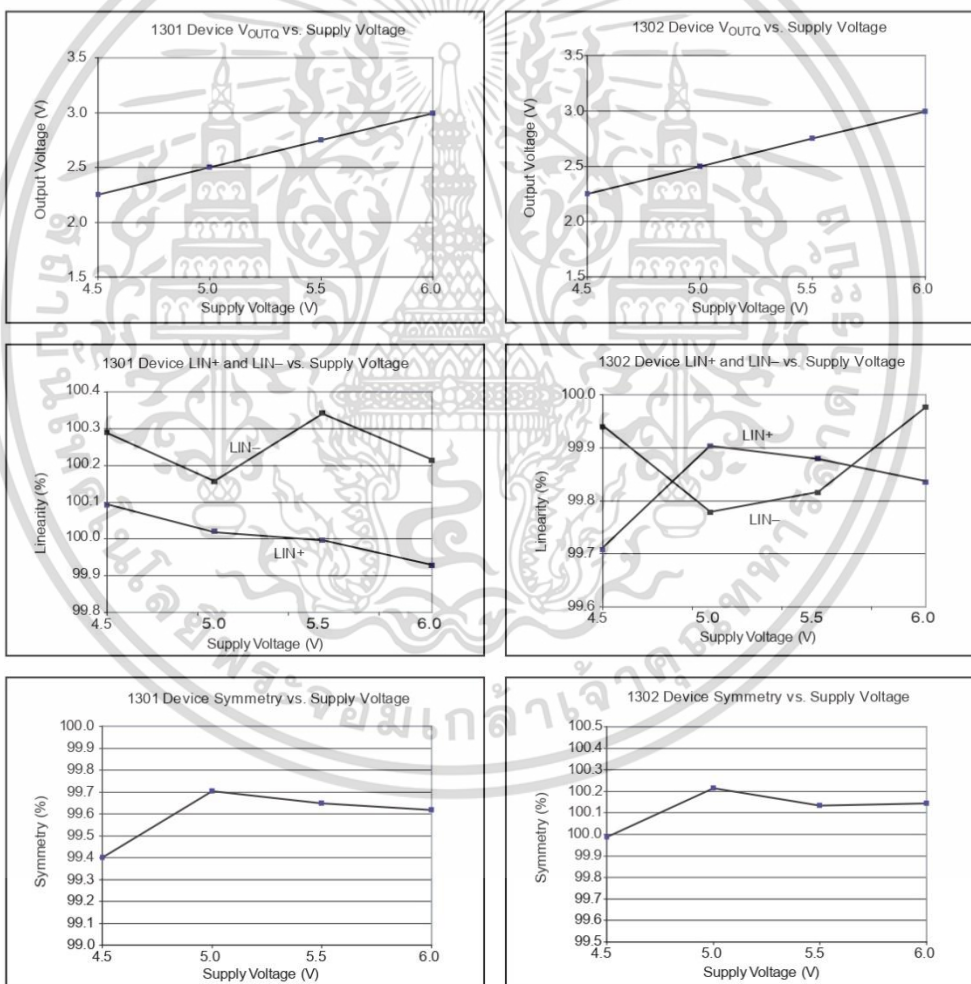 1301 Device VOUTQ vs. Supply Voltage
Output Voltage (V)
3.5
3.0
2.5
2.0
1.5
4.5 5.0 5.5 6.0
Supply Voltage (V)
1302 Device VOUTQ vs. Supply Voltage
Output Voltage (V)
3.5
3.0
2.5
2.0
1.5
4.5 5.0 5.5 6.0
Supply Voltage (V)
1301 Device LIN+ and LIN– vs. Supply Voltage
Linearity (%)
100.4
100.3
100.2
100.1
100.0
99.9
99.8
LIN–
LIN+
4.5 5.0 5.5 6.0
Supply Voltage (V)
1302 Device LIN+ and LIN– vs. Supply Voltage
Linearity (%)
100.0
99.9
99.8
99.7
99.6
LIN+
LIN–
4.5 5.0 5.5 6.0
Supply Voltage (V)
1301 Device Symmetry vs. Supply Voltage
Symmetry (%)
100.0
99.9
99.8
99.7
99.6
99.5
99.4
99.3
99.2
99.1
99.0
4.5 5.0 5.5 6.0
Supply Voltage (V)
1302 Device Symmetry vs. Supply Voltage
Symmetry (%)
100.5
100.4
100.3
100.2
100.1
100.0
99.9
99.8
99.7
99.6
99.5
4.5 5.0 5.5 6.0
Supply Voltage (V)